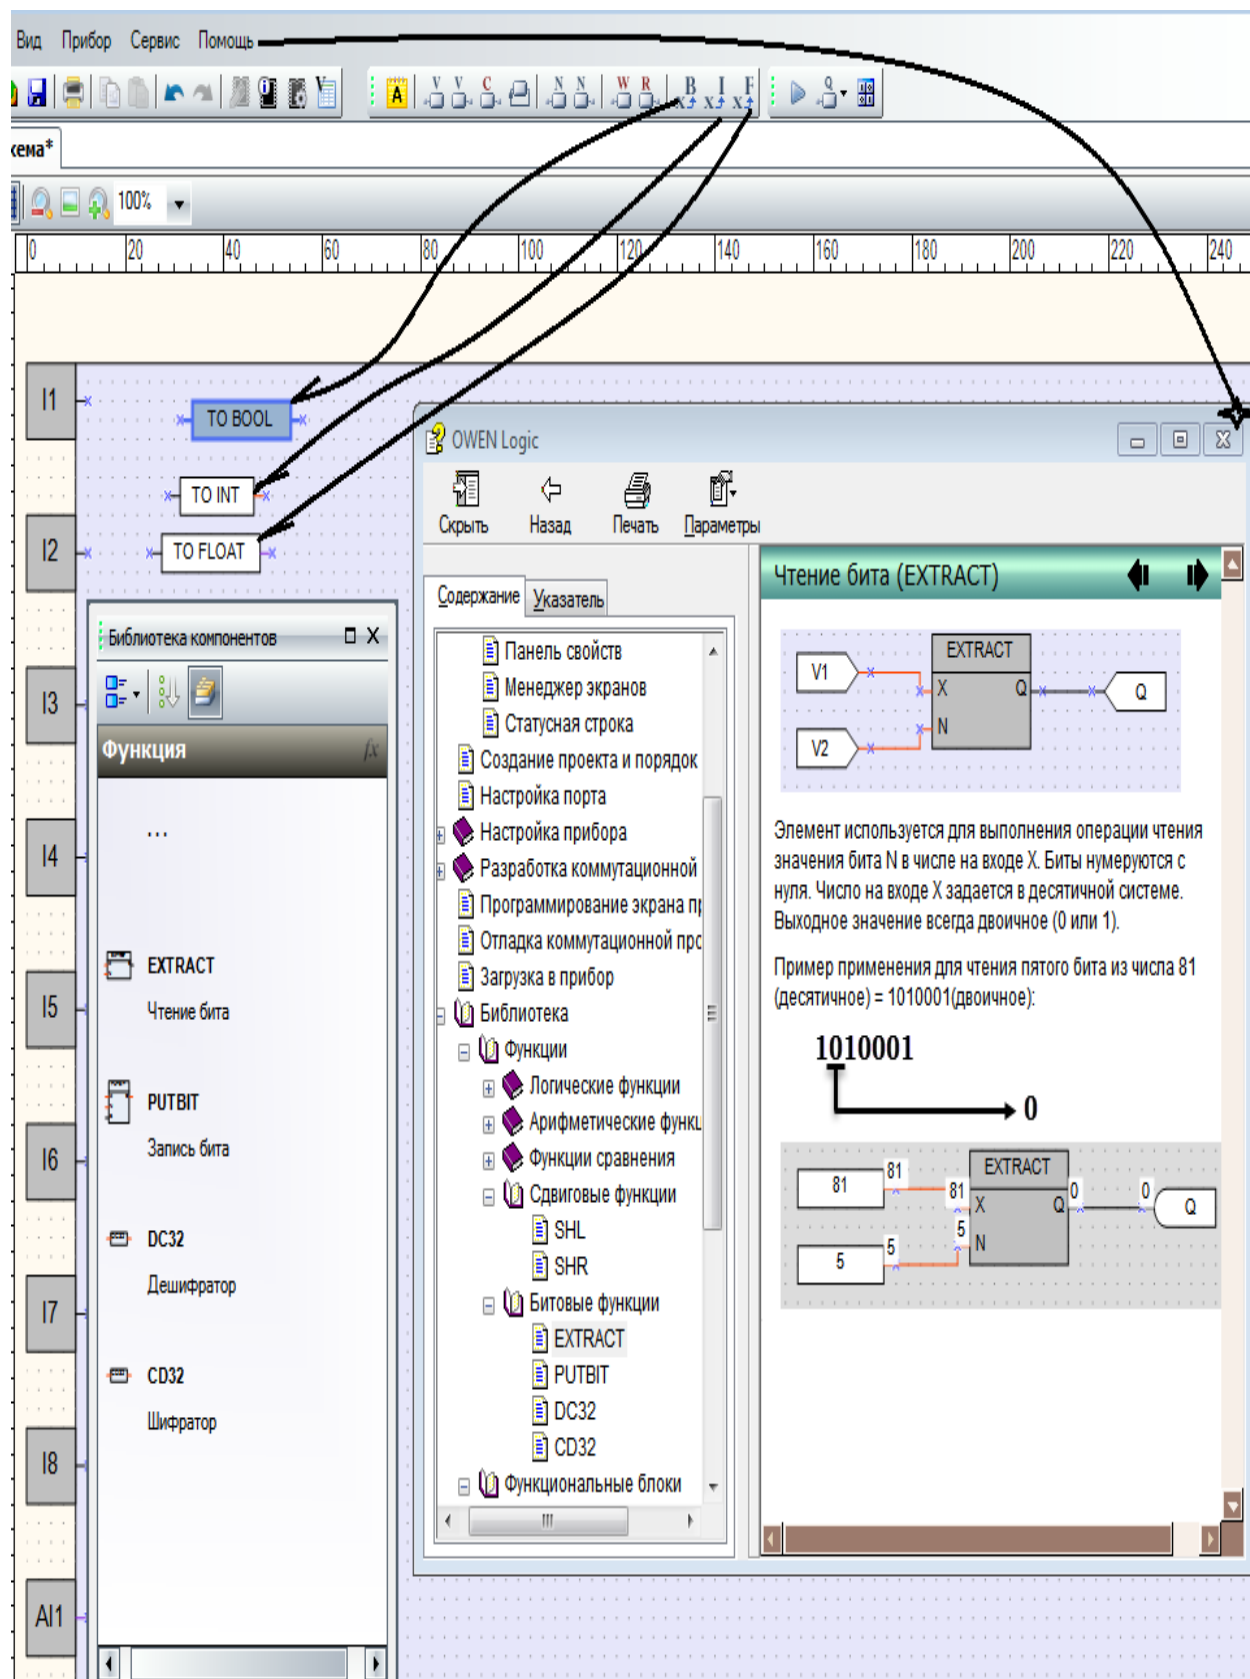 Вид Прибор Сервис Помощь
A V V C N N W R B I F Q
X X X
хема*
100%
0 20 40 60 80 100 120 140 160 180 200 220 240
I1
TO BOOL
TO INT
I2
TO FLOAT
I3
I4
I5
I6
I7
I8
AI1
Библиотека компонентов
Функция fx
...
EXTRACT
Чтение бита
PUTBIT
Запись бита
DC32
Дешифратор
CD32
Шифратор
OWEN Logic
Скрыть Назад Печать Параметры
Содержание Указатель
Панель свойств
Менеджер экранов
Статусная строка
Создание проекта и порядок
Настройка порта
Настройка прибора
Разработка коммутационной
Программирование экрана пр
Отладка коммутационной про
Загрузка в прибор
Библиотека
Функции
Логические функции
Арифметические функц
Функции сравнения
Сдвиговые функции
SHL
SHR
Битовые функции
EXTRACT
PUTBIT
DC32
CD32
Функциональные блоки
Чтение бита (EXTRACT)
EXTRACT
V1 X Q Q
V2 N
Элемент используется для выполнения операции чтения
значения бита N в числе на входе X. Биты нумеруются с
нуля. Число на входе X задается в десятичной системе.
Выходное значение всегда двоичное (0 или 1).
Пример применения для чтения пятого бита из числа 81
(десятичное) = 1010001(двоичное):
1010001
0
EXTRACT
81 81 81 X Q 0 0 Q
5 5 5 N